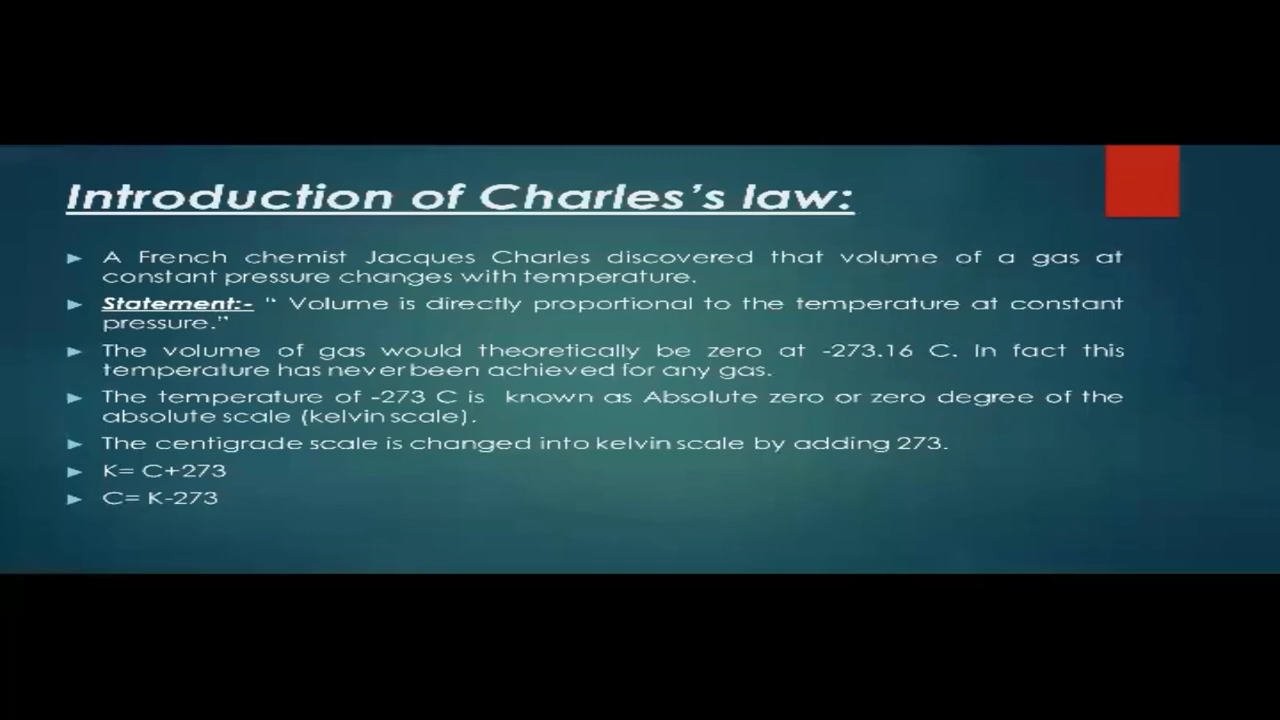 Introduction of Charles’s law:
► A French chemist Jacques Charles discovered that volume of a gas at
constant pressure changes with temperature.
► Statement:- “ Volume is directly proportional to the temperature at constant
pressure.”
► The volume of gas would theoretically be zero at -273.16 C. In fact this
temperature has never been achieved for any gas.
► The temperature of -273 C is known as Absolute zero or zero degree of the
absolute scale (kelvin scale).
► The centigrade scale is changed into kelvin scale by adding 273.
► K= C+273
► C= K-273